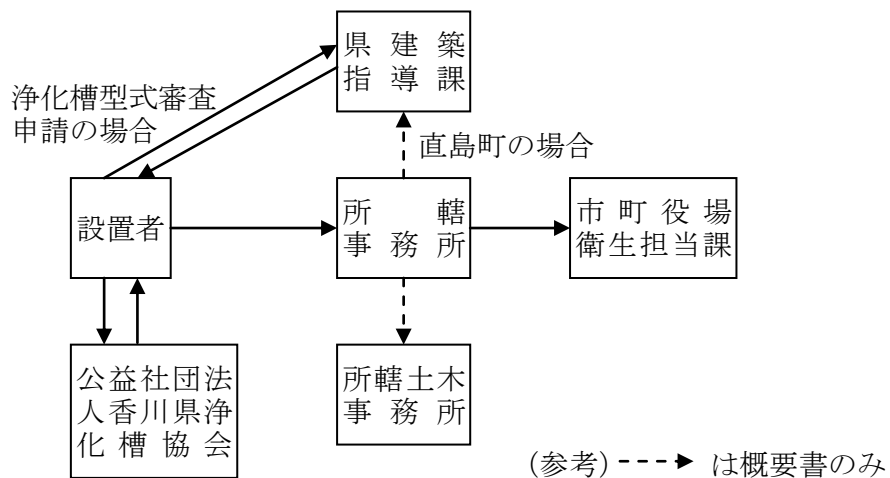 県建築
指導課
浄化槽型式審査
申請の場合
直島町の場合
設置者
所轄
事務所
市町役場
衛生担当課
公益社団法
人香川県浄
化槽協会
所轄土木
事務所
(参考) は概要書のみ